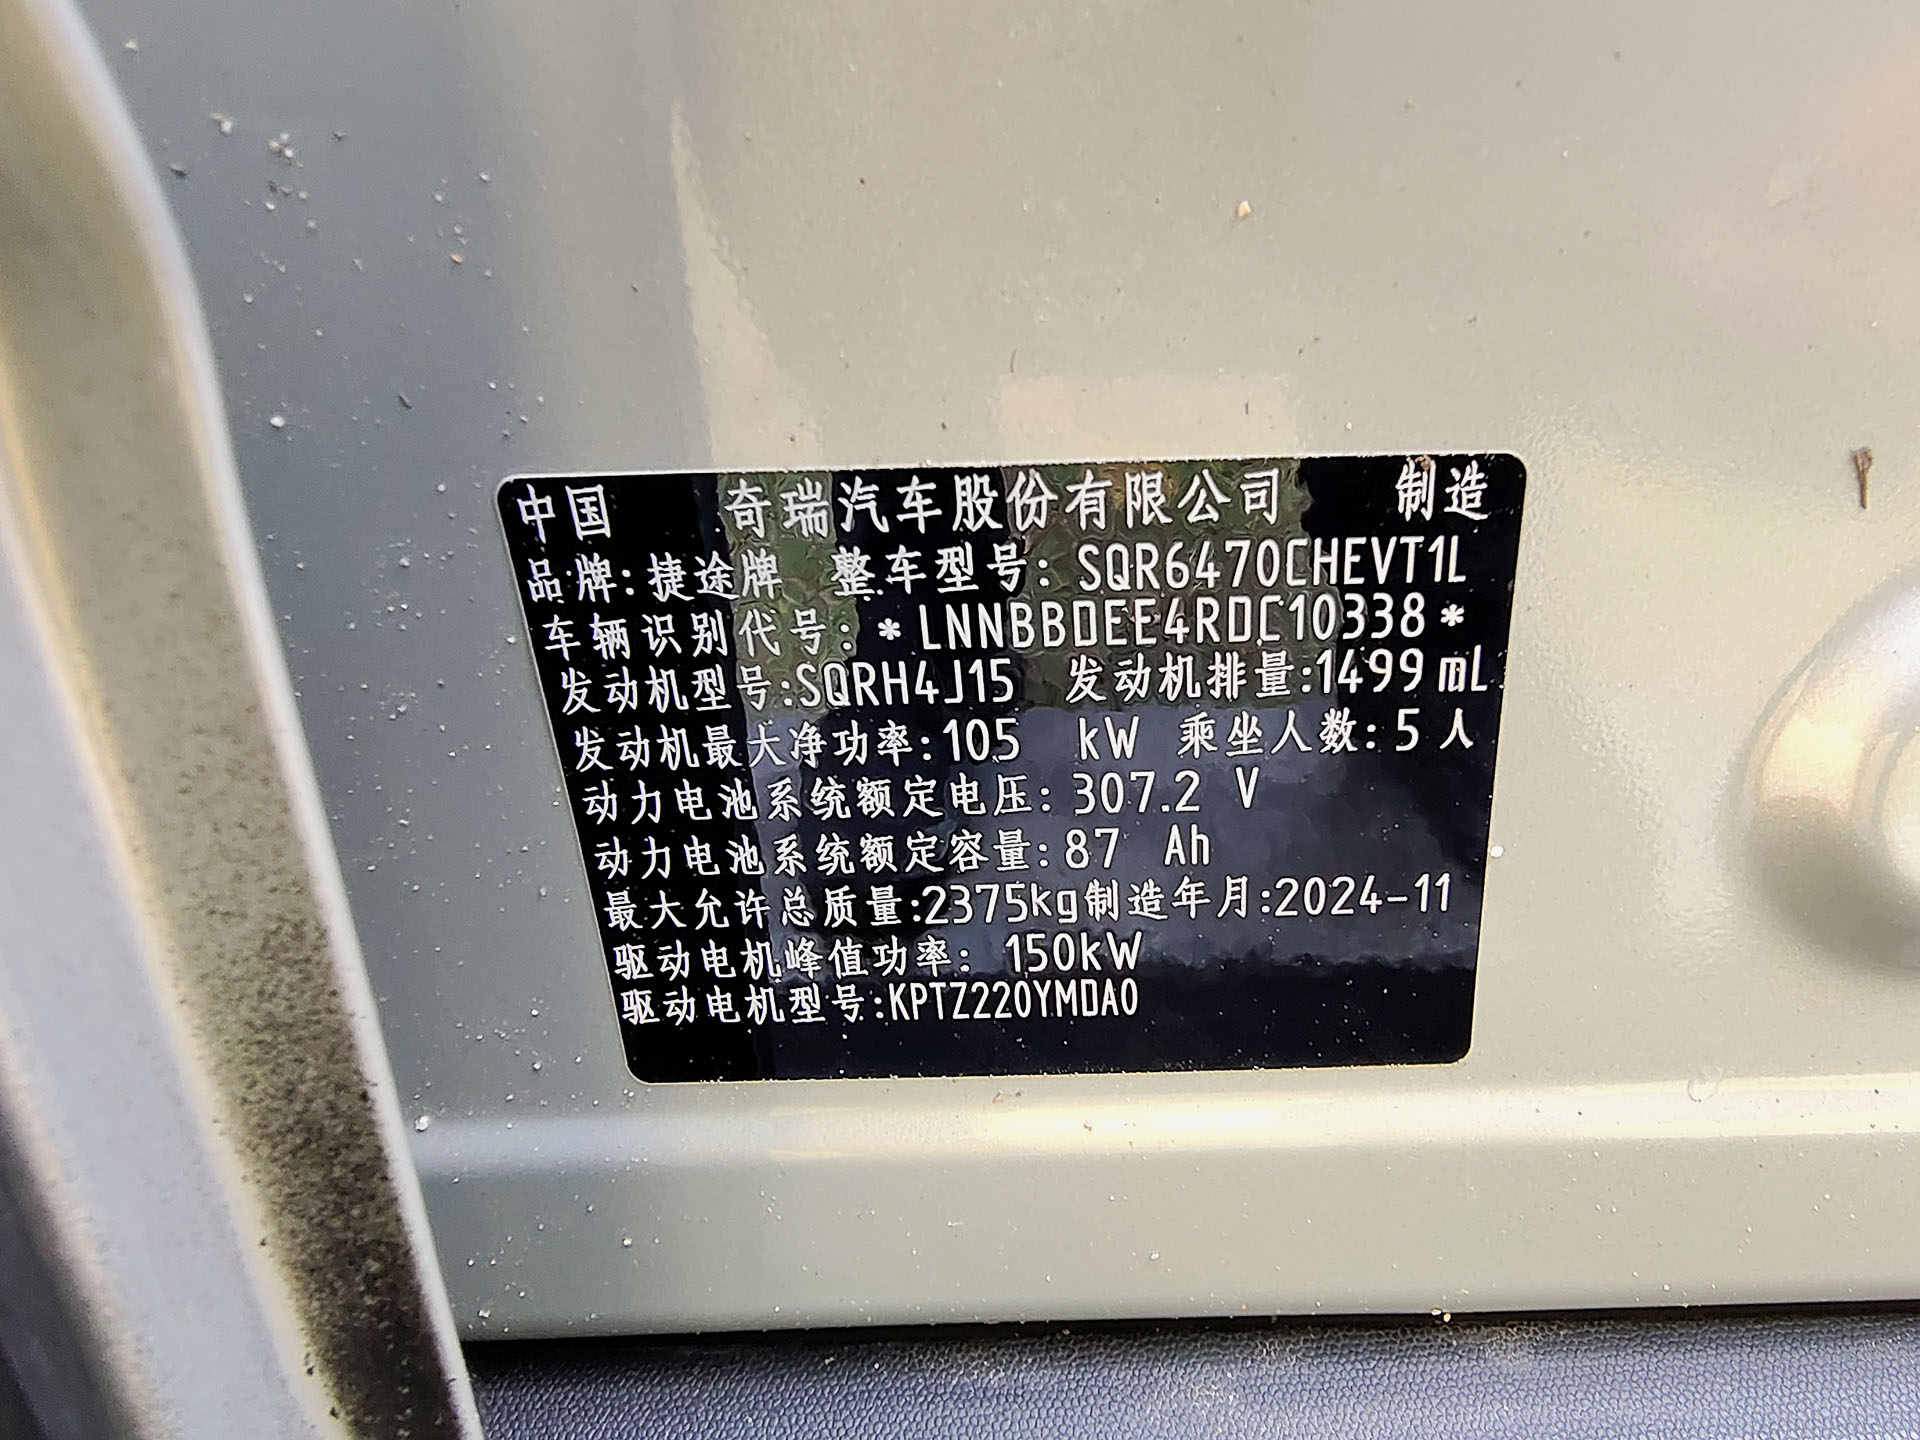 中国 奇瑞汽车股份有限公司 制造
品牌:捷途牌 整车型号: SQR6470CHEVT1L
车辆识别代号: *LNNBBDEE4RDC10338*
发动机型号:SQRH4J15 发动机排量:1499 mL
发动机最大净功率:105 kW 乘坐人数:5 人
动力电池系统额定电压: 307.2 V
动力电池系统额定容量:87 Ah
最大允许总质量:2375kg制造年月:2024-11
驱动电机峰值功率: 150kW
驱动电机型号:KPTZ220YMDA0